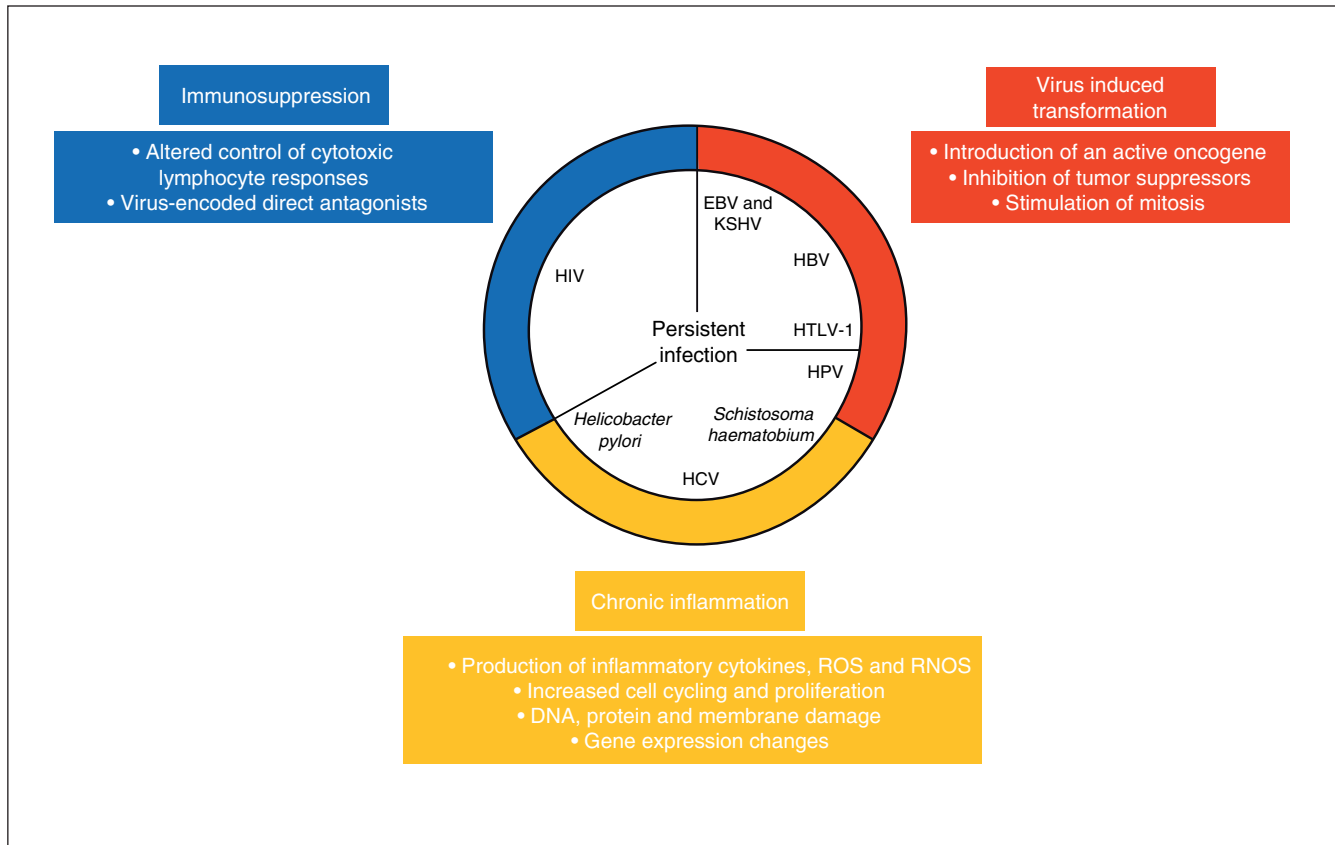 Immunosuppression
• Altered control of cytotoxic
lymphocyte responses
• Virus-encoded direct antagonists
Virus induced
transformation
• Introduction of an active oncogene
• Inhibition of tumor suppressors
• Stimulation of mitosis
EBV and
KSHV
HBV
HIV
HTLV-1
Persistent
infection
HPV
Helicobacter
pylori
Schistosoma
haematobium
HCV
Chronic inflammation
• Production of inflammatory cytokines, ROS and RNOS
• Increased cell cycling and proliferation
• DNA, protein and membrane damage
• Gene expression changes